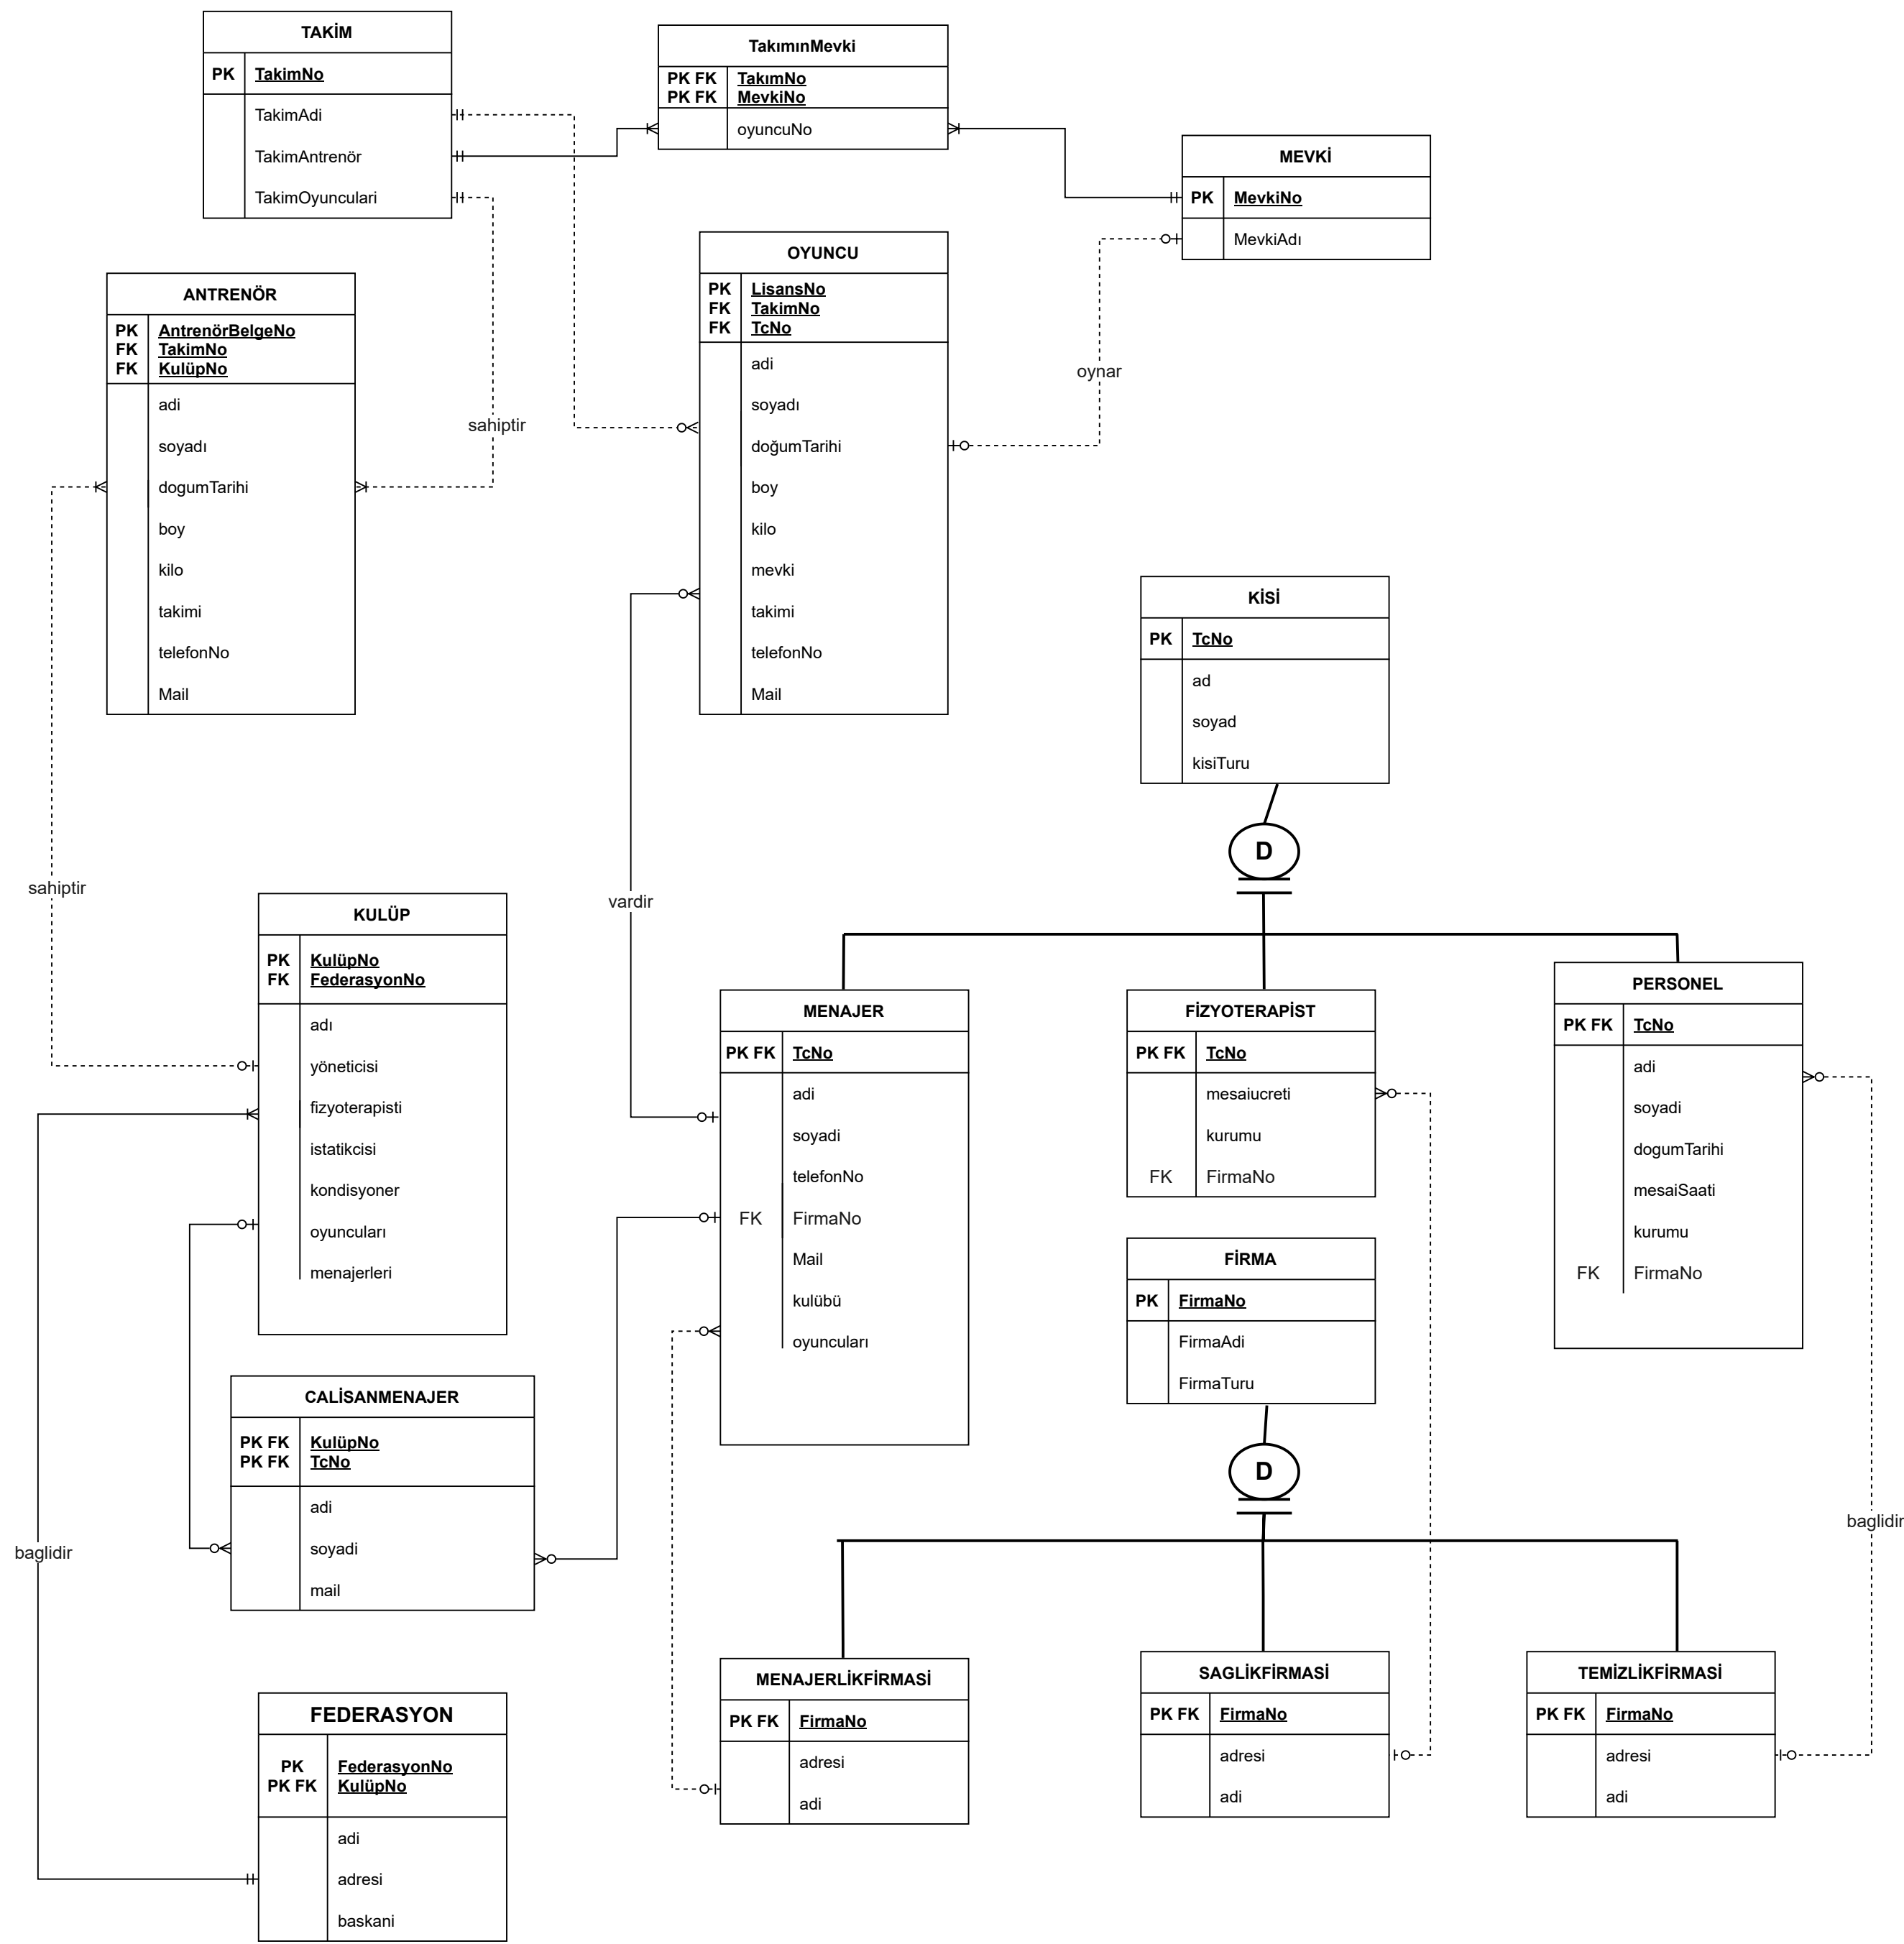 TAKİM
PK TakimNo
TakimAdi
TakimAntrenör
TakimOyunculari
TakımınMevki
PK FK TakımNo
PK FK MevkiNo
oyuncuNo
MEVKİ
PK MevkiNo
MevkiAdı
OYUNCU
PK LisansNo
FK TakimNo
FK TcNo
adi
soyadı
doğumTarihi
boy
kilo
mevki
takimi
telefonNo
Mail
oynar
ANTRENÖR
PK AntrenörBelgeNo
FK TakimNo
FK KulüpNo
adi
soyadı
dogumTarihi
boy
kilo
takimi
telefonNo
Mail
sahiptir
KİSİ
PK TcNo
ad
soyad
kisiTuru
D
sahiptir
vardir
KULÜP
PK KulüpNo
FK FederasyonNo
adı
yöneticisi
fizyoterapisti
istatikcisi
kondisyoner
oyuncuları
menajerleri
MENAJER
PK FK TcNo
adi
soyadi
telefonNo
FK FirmaNo
Mail
kulübü
oyuncuları
FİZYOTERAPİST
PK FK TcNo
mesaiucreti
kurumu
FK FirmaNo
PERSONEL
PK FK TcNo
adi
soyadi
dogumTarihi
mesaiSaati
kurumu
FK FirmaNo
FİRMA
PK FirmaNo
FirmaAdi
FirmaTuru
D
CALİSANMENAJER
PK FK KulüpNo
PK FK TcNo
adi
soyadi
mail
baglidir
baglidir
FEDERASYON
PK FederasyonNo
PK FK KulüpNo
adi
adresi
baskani
MENAJERLİKFİRMASİ
PK FK FirmaNo
adresi
adi
SAGLİKFİRMASİ
PK FK FirmaNo
adresi
adi
TEMİZLİKFİRMASİ
PK FK FirmaNo
adresi
adi